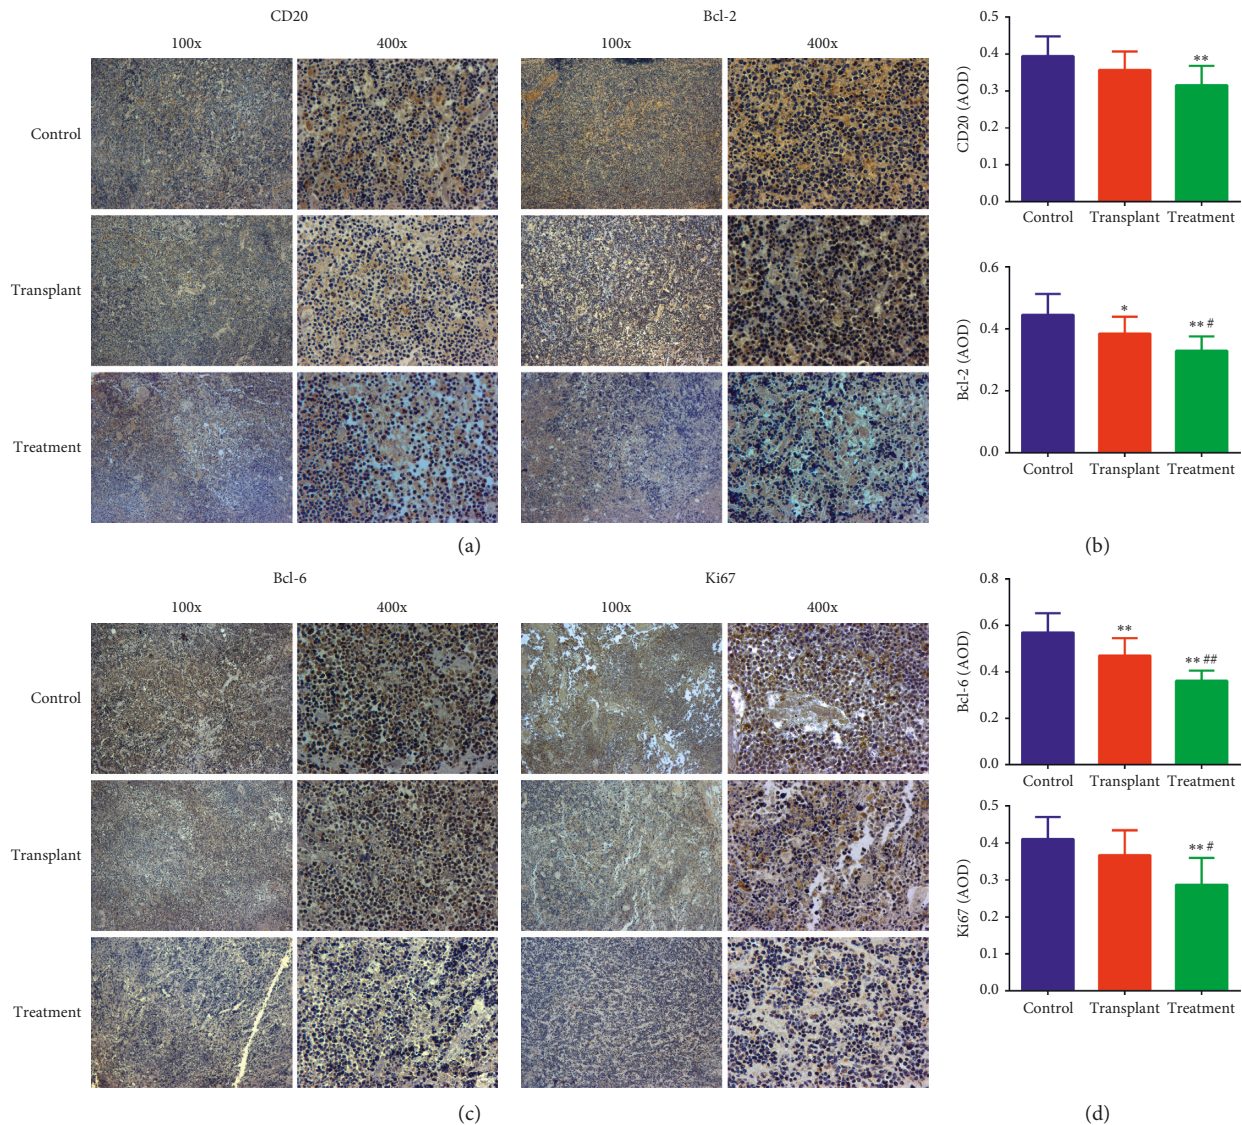 CD20
Bcl-2
100x
400x
100x
400x
Control
Transplant
Treatment
(a)
0.5
0.4
0.3
0.2
0.1
0.0
CD20 (AOD)
**
Control
Transplant
Treatment
0.6
0.4
0.2
0.0
Bcl-2 (AOD)
*
** #
Control
Transplant
Treatment
(b)
Bcl-6
Ki67
100x
400x
100x
400x
Control
Transplant
Treatment
(c)
0.8
0.6
0.4
0.2
0.0
Bcl-6 (AOD)
**
** ##
Control
Transplant
Treatment
0.5
0.4
0.3
0.2
0.1
0.0
Ki67 (AOD)
** #
Control
Transplant
Treatment
(d)